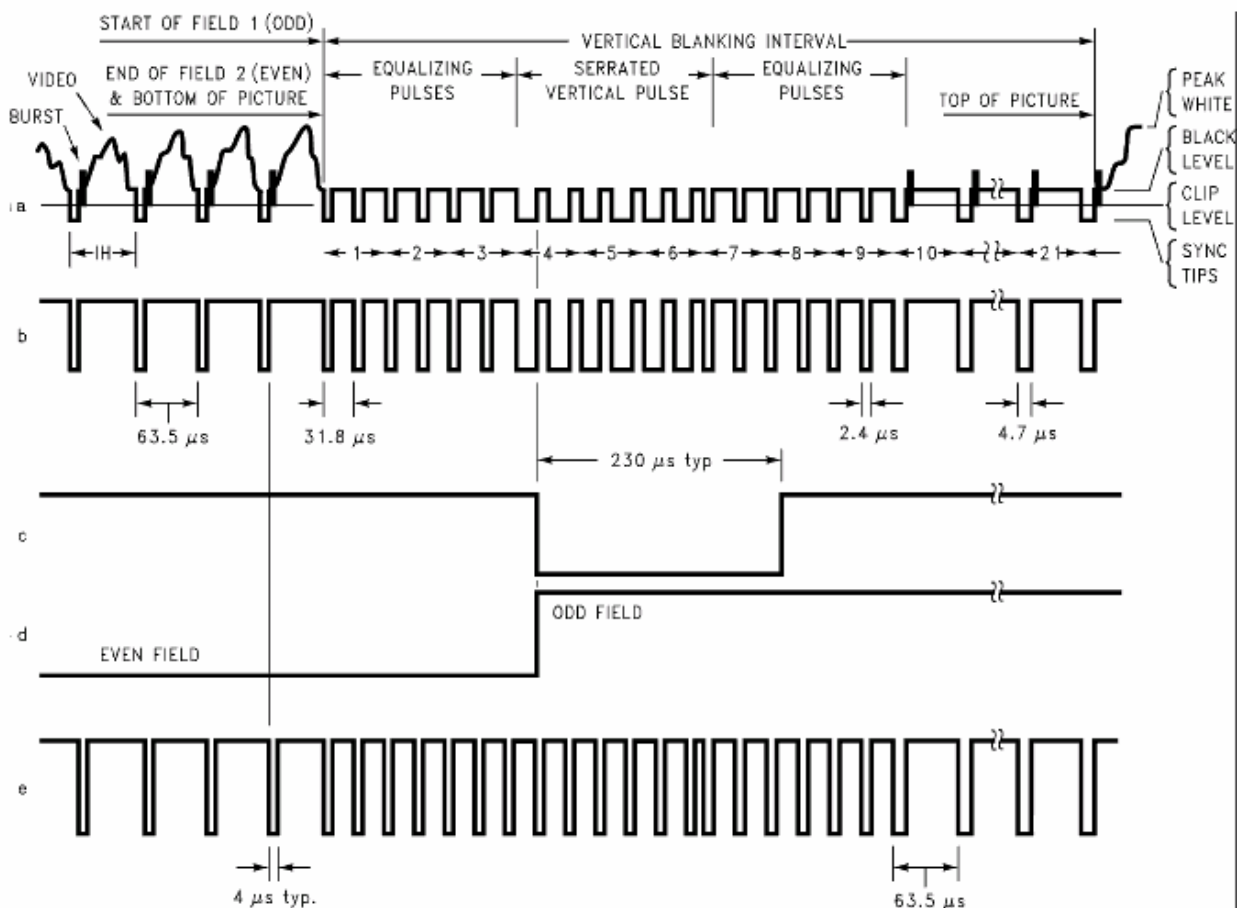 START OF FIELD 1 (ODD)
VERTICAL BLANKING INTERVAL
VIDEO
BURST
END OF FIELD 2 (EVEN)
& BOTTOM OF PICTURE
EQUALIZING
PULSES
SERRATED
VERTICAL PULSE
EQUALIZING
PULSES
TOP OF PICTURE
PEAK
WHITE
BLACK
LEVEL
CLIP
LEVEL
SYNC
TIPS
a
1H
1 2 3 4 5 6 7 8 9 10 21
b
63.5 μs
31.8 μs
2.4 μs
4.7 μs
230 μs typ
c
d
ODD FIELD
EVEN FIELD
e
4 μs typ.
63.5 μs